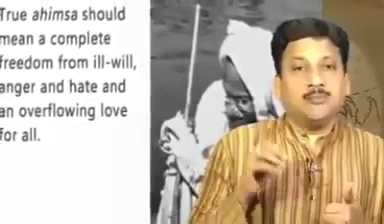 True ahimsa should
mean a complete
freedom from ill-will,
anger and hate and
an overflowing love
for all.